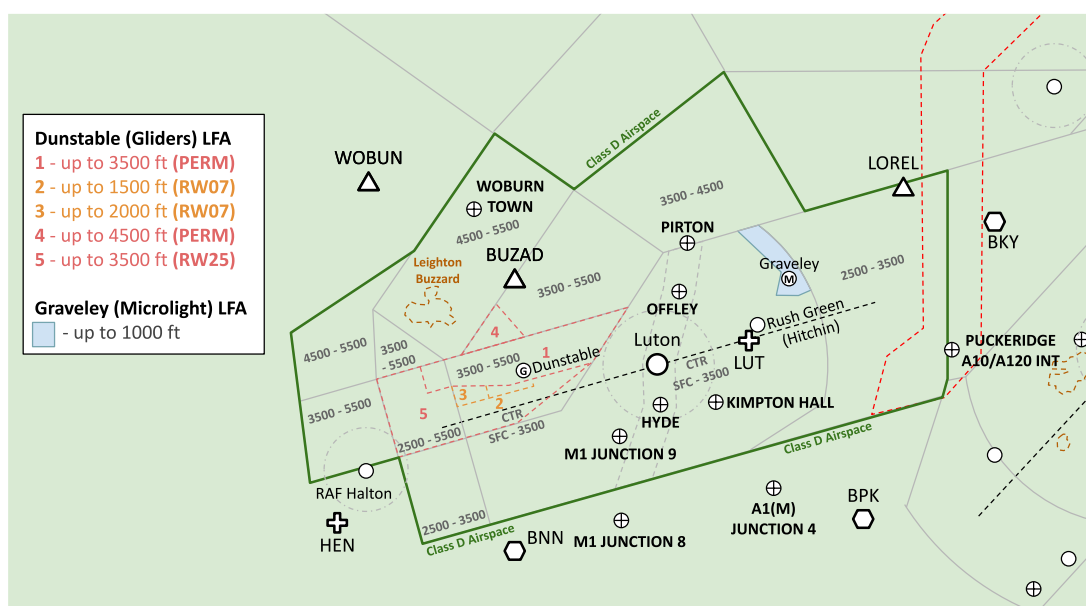 Dunstable (Gliders) LFA
1 - up to 3500 ft (PERM)
2 - up to 1500 ft (RW07)
3 - up to 2000 ft (RW07)
4 - up to 4500 ft (PERM)
5 - up to 3500 ft (RW25)
Graveley (Microlight) LFA
- up to 1000 ft
WOBUN
WOBURN
TOWN
4500 - 5500
BUZAD
Leighton
Buzzard
Class D Airspace
3500 - 4500
LOREL
BKY
PIRTON
Graveley
M
2500 - 3500
3500 - 5500
OFFLEY
Rush Green
(Hitchin)
Luton
LUT
PUCKERIDGE
A10/A120 INT
4500 - 5500
3500
- 5500
4
1
3500 - 5500
G
Dunstable
CTR
SFC - 3500
3
2
5
3500 - 5500
2500 - 5500
CTR
SFC - 3500
HYDE
KIMPTON HALL
M1 JUNCTION 9
Class D Airspace
RAF Halton
HEN
2500 - 3500
Class D Airspace
BNN
M1 JUNCTION 8
A1(M)
JUNCTION 4
BPK